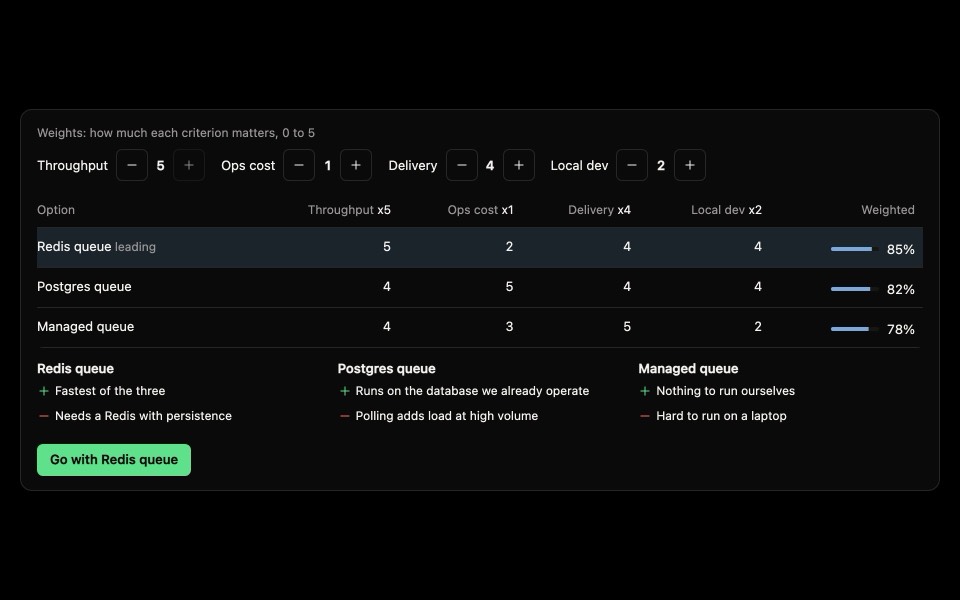 Weights: how much each criterion matters, 0 to 5
Throughput − 5 + Ops cost − 1 + Delivery − 4 + Local dev − 2 +
Option Throughput x5 Ops cost x1 Delivery x4 Local dev x2 Weighted
Redis queue leading 5 2 4 4 85%
Postgres queue 4 5 4 4 82%
Managed queue 4 3 5 2 78%
Redis queue Postgres queue Managed queue
+ Fastest of the three + Runs on the database we already operate + Nothing to run ourselves
− Needs a Redis with persistence − Polling adds load at high volume − Hard to run on a laptop
Go with Redis queue